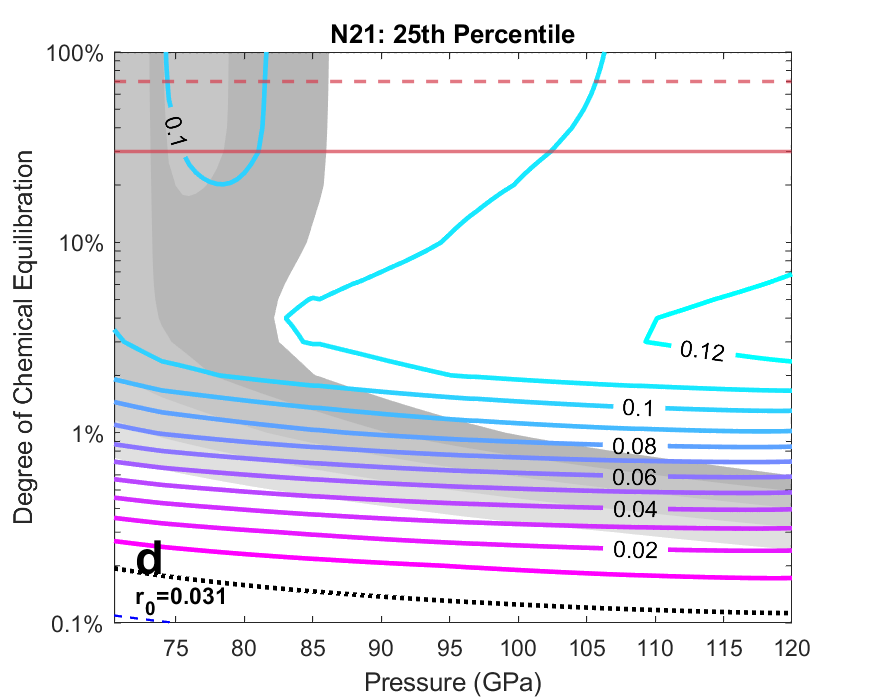 N21: 25th Percentile
100%
10%
1%
0.1%
Degree of Chemical Equilibration
0.1
0.12
0.1
0.08
0.06
0.04
0.02
d
r0=0.031
75 80 85 90 95 100 105 110 115 120
Pressure (GPa)